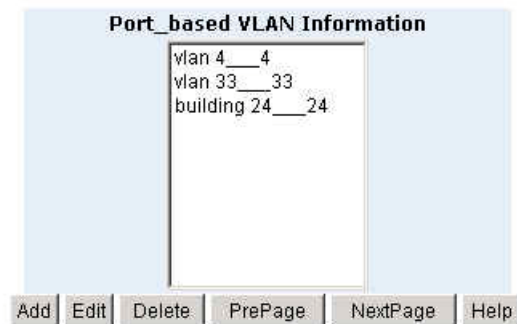 Port_based VLAN Information
vlan 4___4
vlan 33___33
building 24___24
Add Edit Delete PrePage NextPage Help